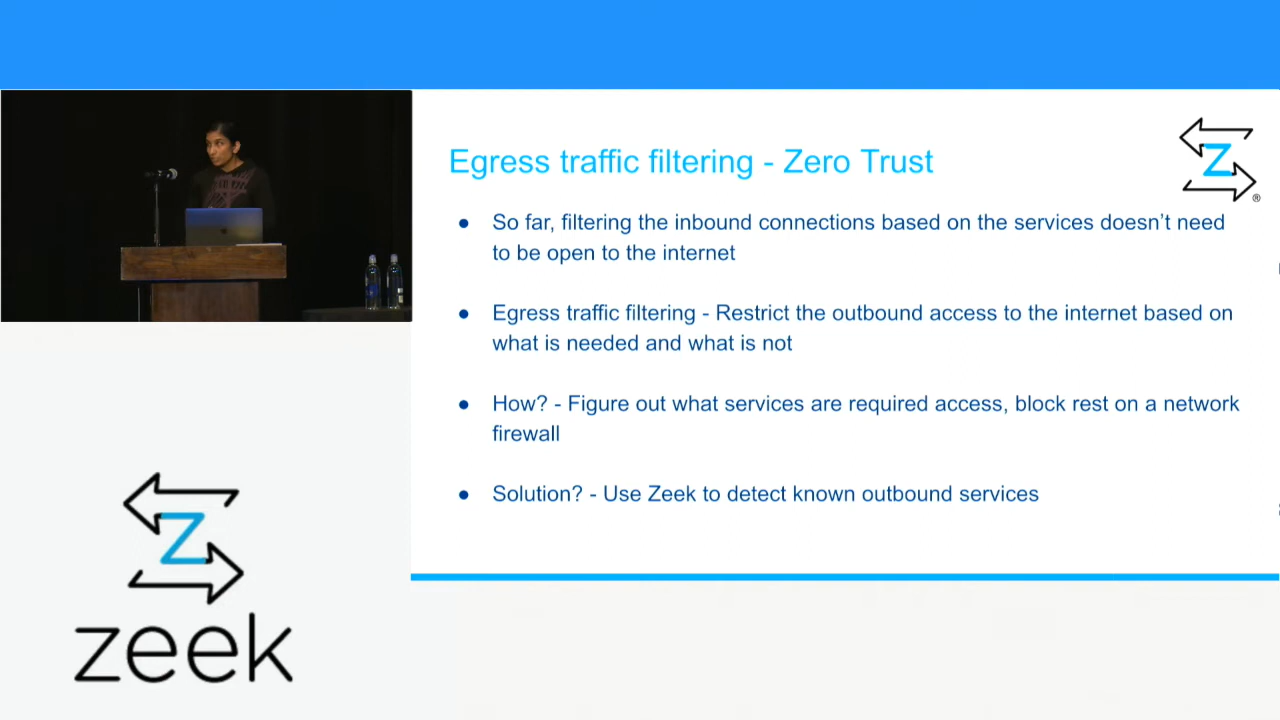 Egress traffic filtering - Zero Trust
● So far, filtering the inbound connections based on the services doesn’t need
to be open to the internet
● Egress traffic filtering - Restrict the outbound access to the internet based on
what is needed and what is not
● How? - Figure out what services are required access, block rest on a network
firewall
● Solution? - Use Zeek to detect known outbound services
Z
®
Z
zeek